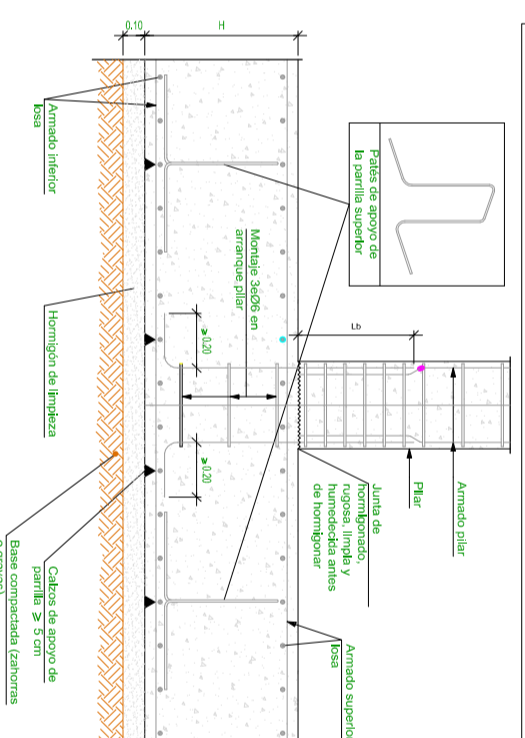 0.10
H
Patés de apoyo de
la parrilla superior
Lb
Armado inferior
losa
Hormigón de limpieza
Montaje 3eØ6 en
arranque pilar
≥ 0.20
≥ 0.20
Armado pilar
Pilar
Junta de
hormigonado,
rugosa, limpia y
humedecida antes
de hormigonar
Armado superior
losa
Calzos de apoyo de
parrilla ≥ 5 cm
Base compactada (zahorras